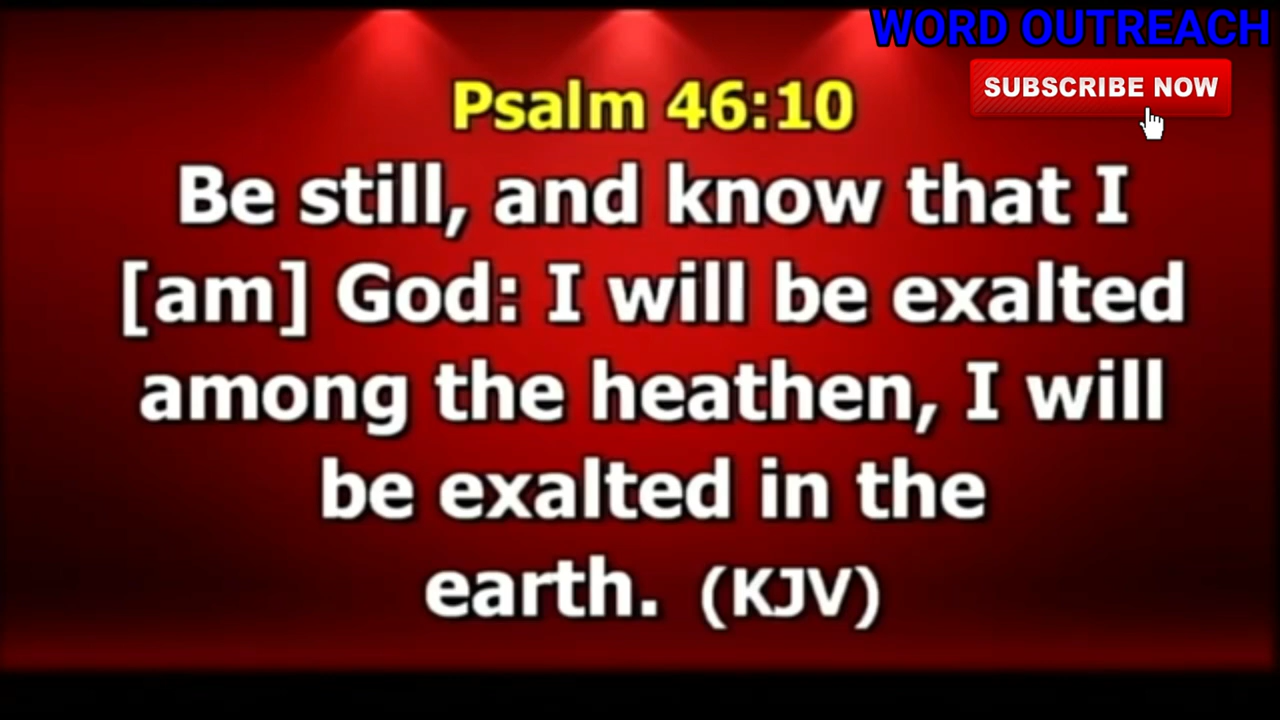 WORD OUTREACH
SUBSCRIBE NOW
Psalm 46:10
Be still, and know that I
[am] God: I will be exalted
among the heathen, I will
be exalted in the
earth. (KJV)